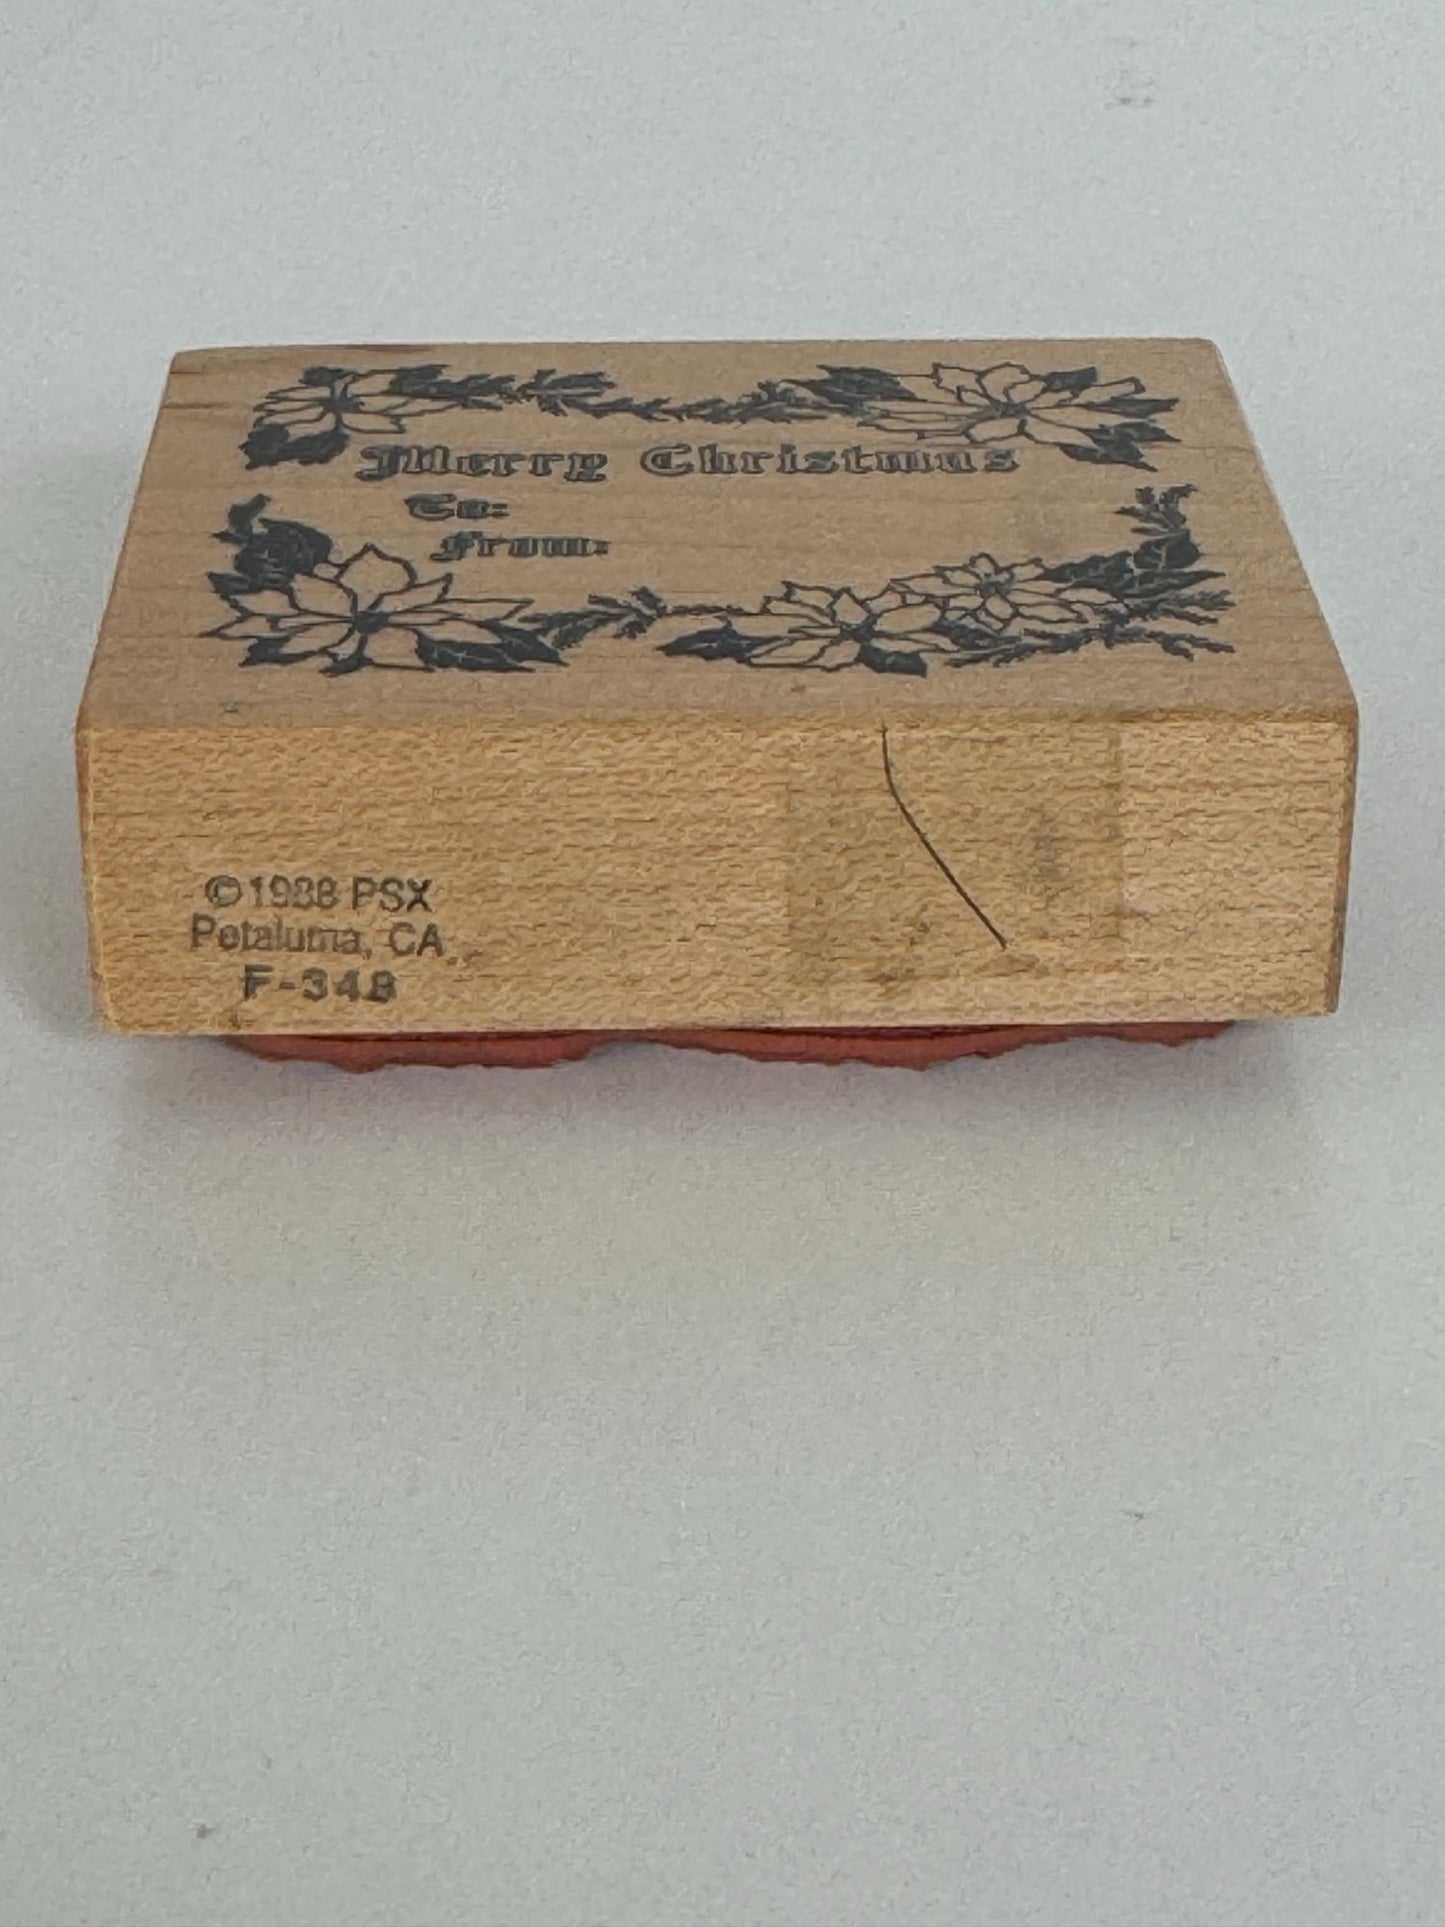 Merry Christmas
To:
From:
©1988 PSX
Petaluma, CA
F-348